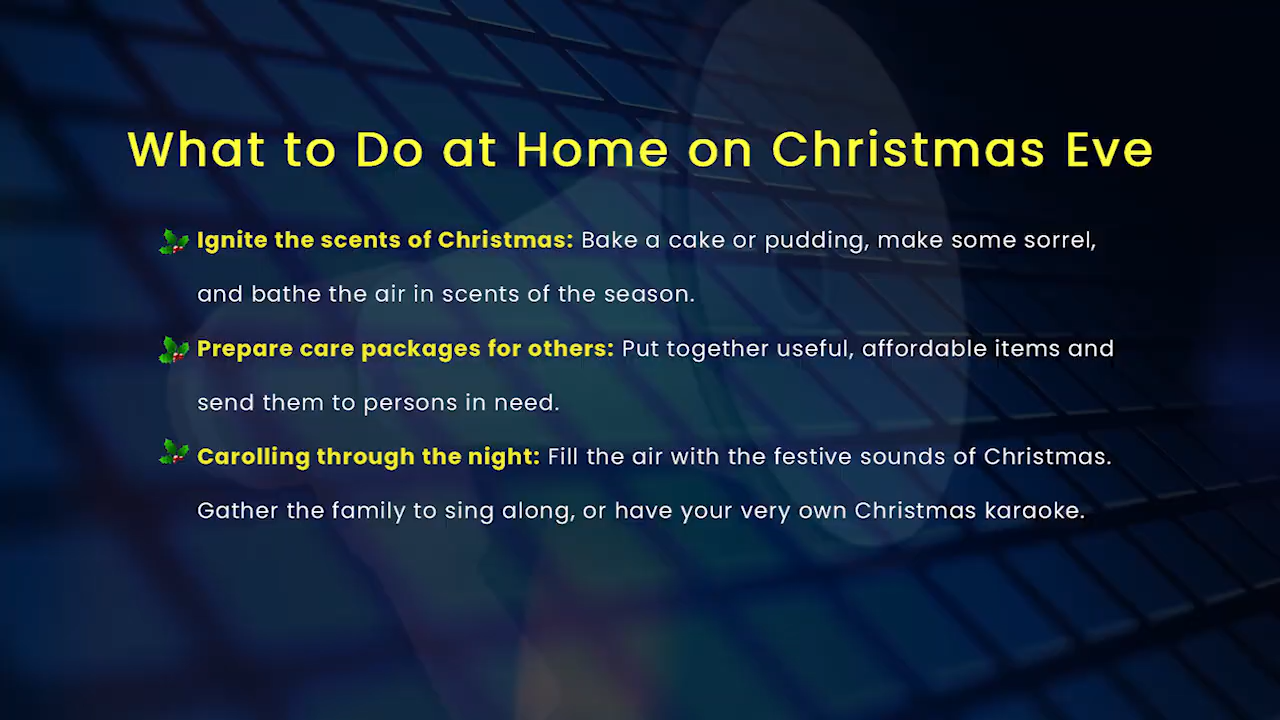 What to Do at Home on Christmas Eve
Ignite the scents of Christmas: Bake a cake or pudding, make some sorrel,
and bathe the air in scents of the season.
Prepare care packages for others: Put together useful, affordable items and
send them to persons in need.
Carolling through the night: Fill the air with the festive sounds of Christmas.
Gather the family to sing along, or have your very own Christmas karaoke.